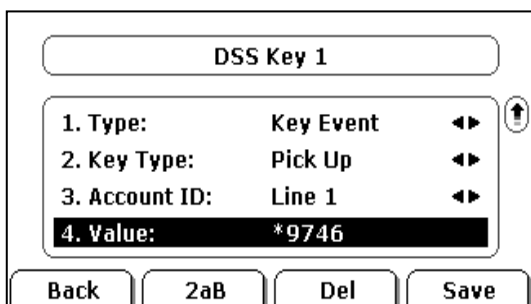 DSS Key 1
1. Type: Key Event
2. Key Type: Pick Up
3. Account ID: Line 1
4. Value: *9746
Back 2aB Del Save